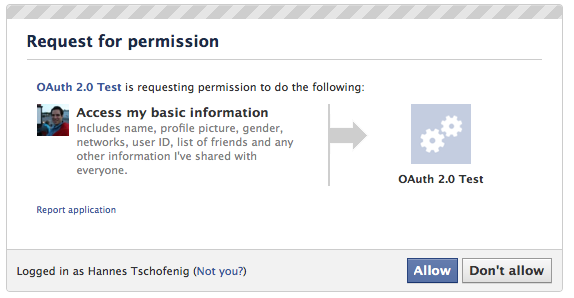 Request for permission
OAuth 2.0 Test is requesting permission to do the following:
Access my basic information
Includes name, profile picture, gender,
networks, user ID, list of friends and any
other information I've shared with
everyone.
OAuth 2.0 Test
Report application
Logged in as Hannes Tschofenig (Not you?)
Allow
Don't allow